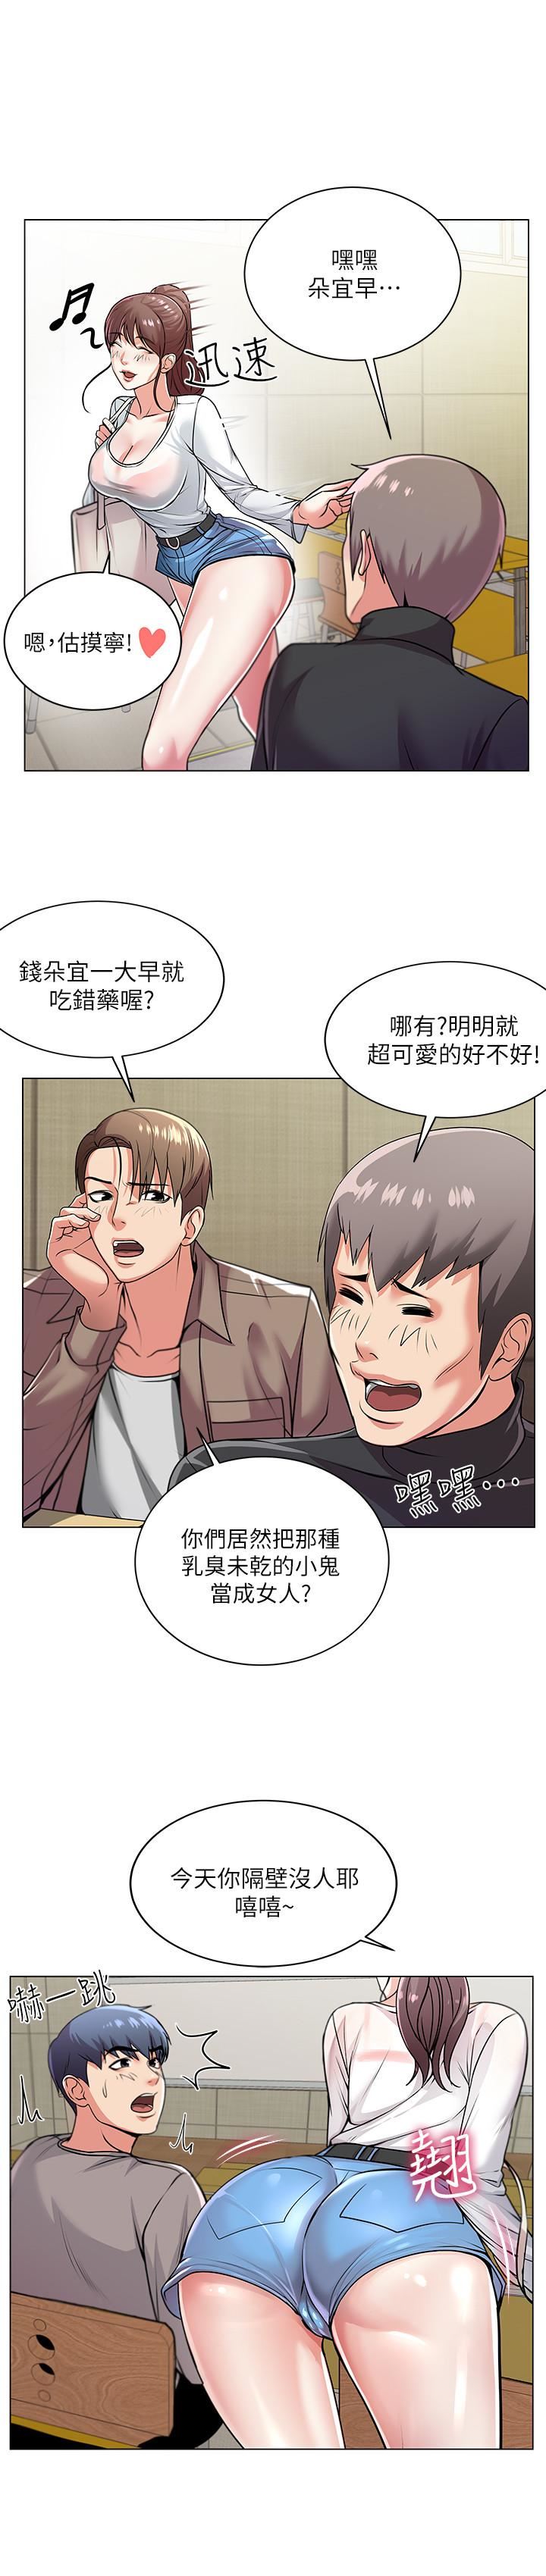 嘿嘿
朵宜早…
迅速
嗯,估摸寧!
錢朵宜一大早就
吃錯藥喔?
哪有?明明就
超可愛的好不好!
嘿嘿…
你們居然把那種
乳臭未乾的小鬼
當成女人?
今天你隔壁沒人耶
嘻嘻~
嚇一跳
翹